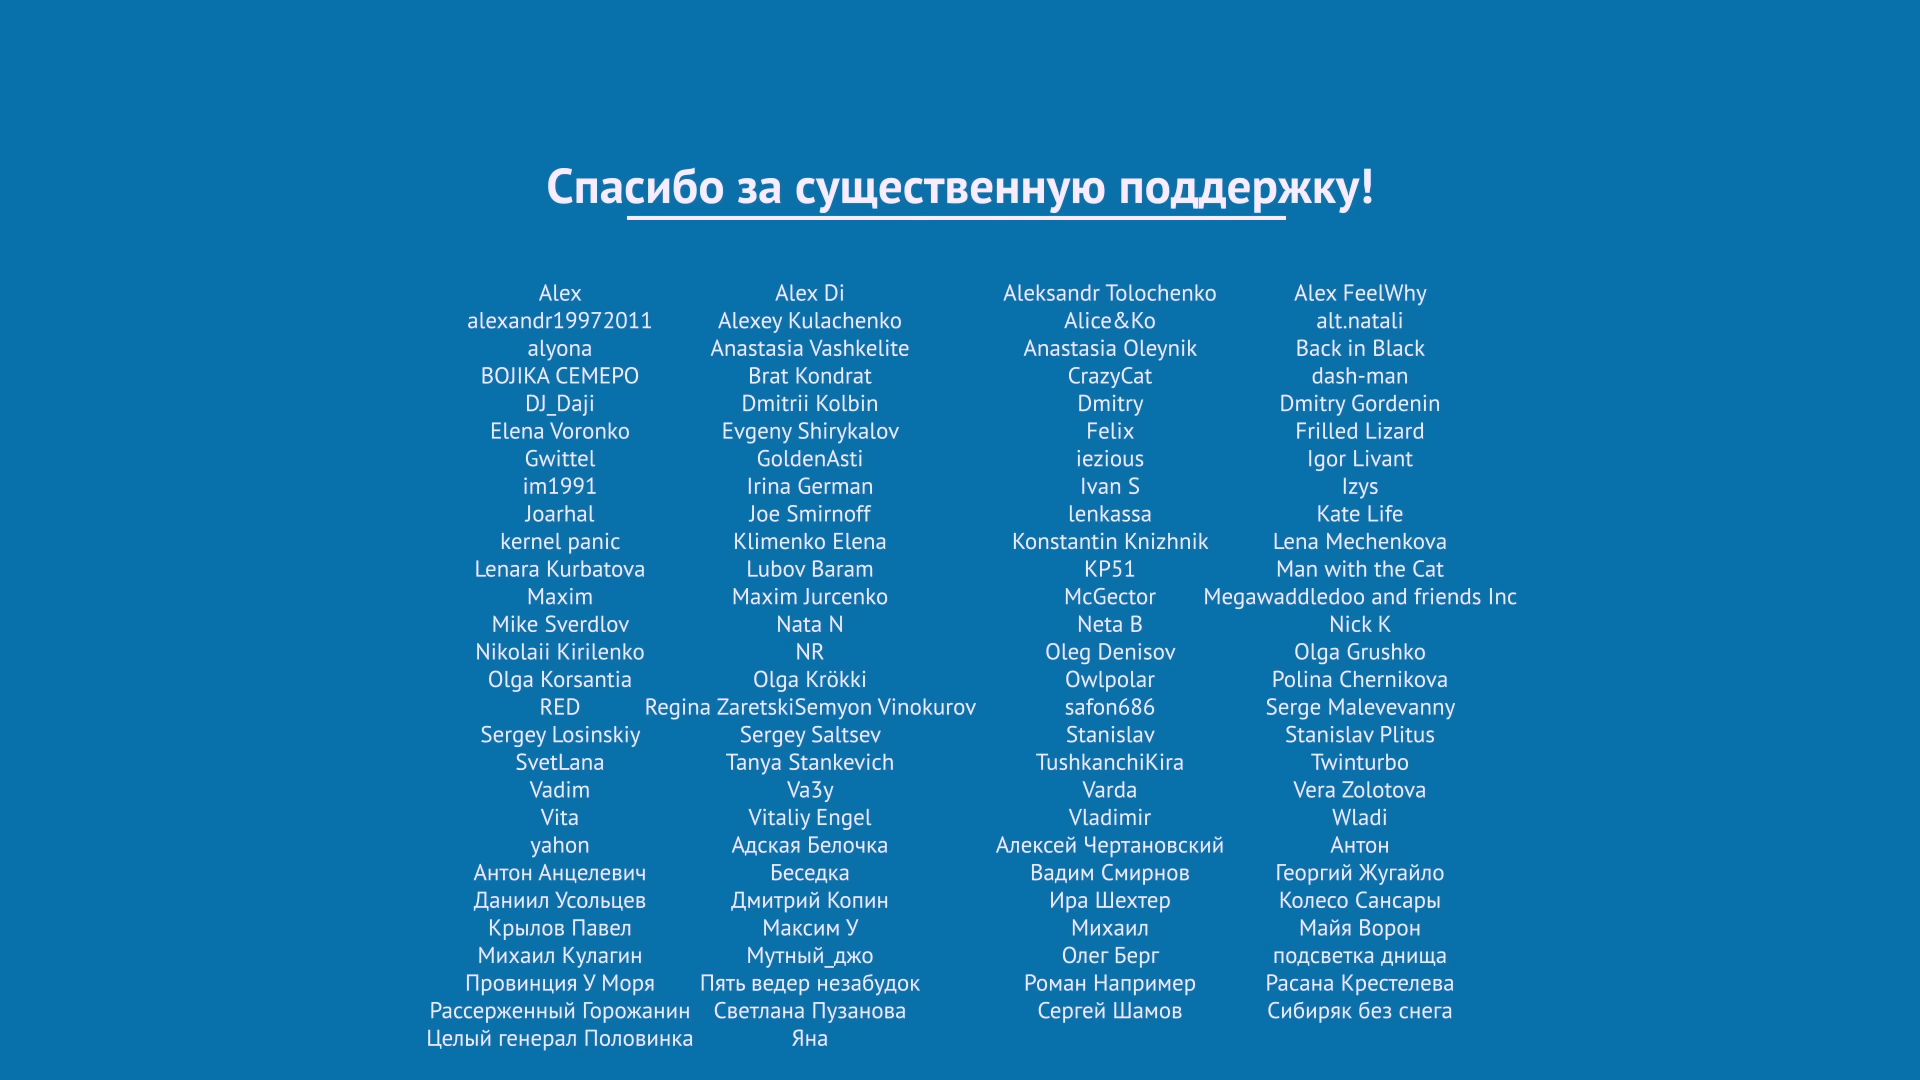 Спасибо за существенную поддержку!
Alex Alex Di Aleksandr Tolochenko Alex FeelWhy
alexandr19972011 Alexey Kulachenko Alice&Ko alt.natali
alyona Anastasia Vashkelite Anastasia Oleynik Back in Black
BOJIKA CEMEPO Brat Kondrat CrazyCat dash-man
DJ_Daji Dmitrii Kolbin Dmitry Dmitry Gordenin
Elena Voronko Evgeny Shirykalov Felix Frilled Lizard
Gwittel GoldenAsti iezious Igor Livant
im1991 Irina German Ivan S Izys
Joarhal Joe Smirnoff lenkassa Kate Life
kernel panic Klimenko Elena Konstantin Knizhnik Lena Mechenkova
Lenara Kurbatova Lubov Baram KP51 Man with the Cat
Maxim Maxim Jurcenko McGector Megawaddledoo and friends Inc
Mike Sverdlov Nata N Neta B Nick K
Nikolaii Kirilenko NR Oleg Denisov Olga Grushko
Olga Korsantia Olga Krökki Owlpolar Polina Chernikova
RED Regina ZaretskiSemyon Vinokurov safon686 Serge Malevevanny
Sergey Losinskiy Sergey Saltsev Stanislav Stanislav Plitus
SvetLana Tanya Stankevich TushkanchiKira Twinturbo
Vadim Va3y Varda Vera Zolotova
Vita Vitaliy Engel Vladimir Wladi
yahon Адская Белочка Алексей Чертановский Антон
Антон Анцелевич Беседка Вадим Смирнов Георгий Жугайло
Даниил Усольцев Дмитрий Копин Ира Шехтер Колесо Сансары
Крылов Павел Максим У Михаил Майя Ворон
Михаил Кулагин Мутный_джо Олег Берг подсветка днища
Провинция У Моря Пять ведер незабудок Роман Например Расана Крестелева
Рассерженный Горожанин Светлана Пузанова Сергей Шамов Сибиряк без снега
Целый генерал Половинка Яна